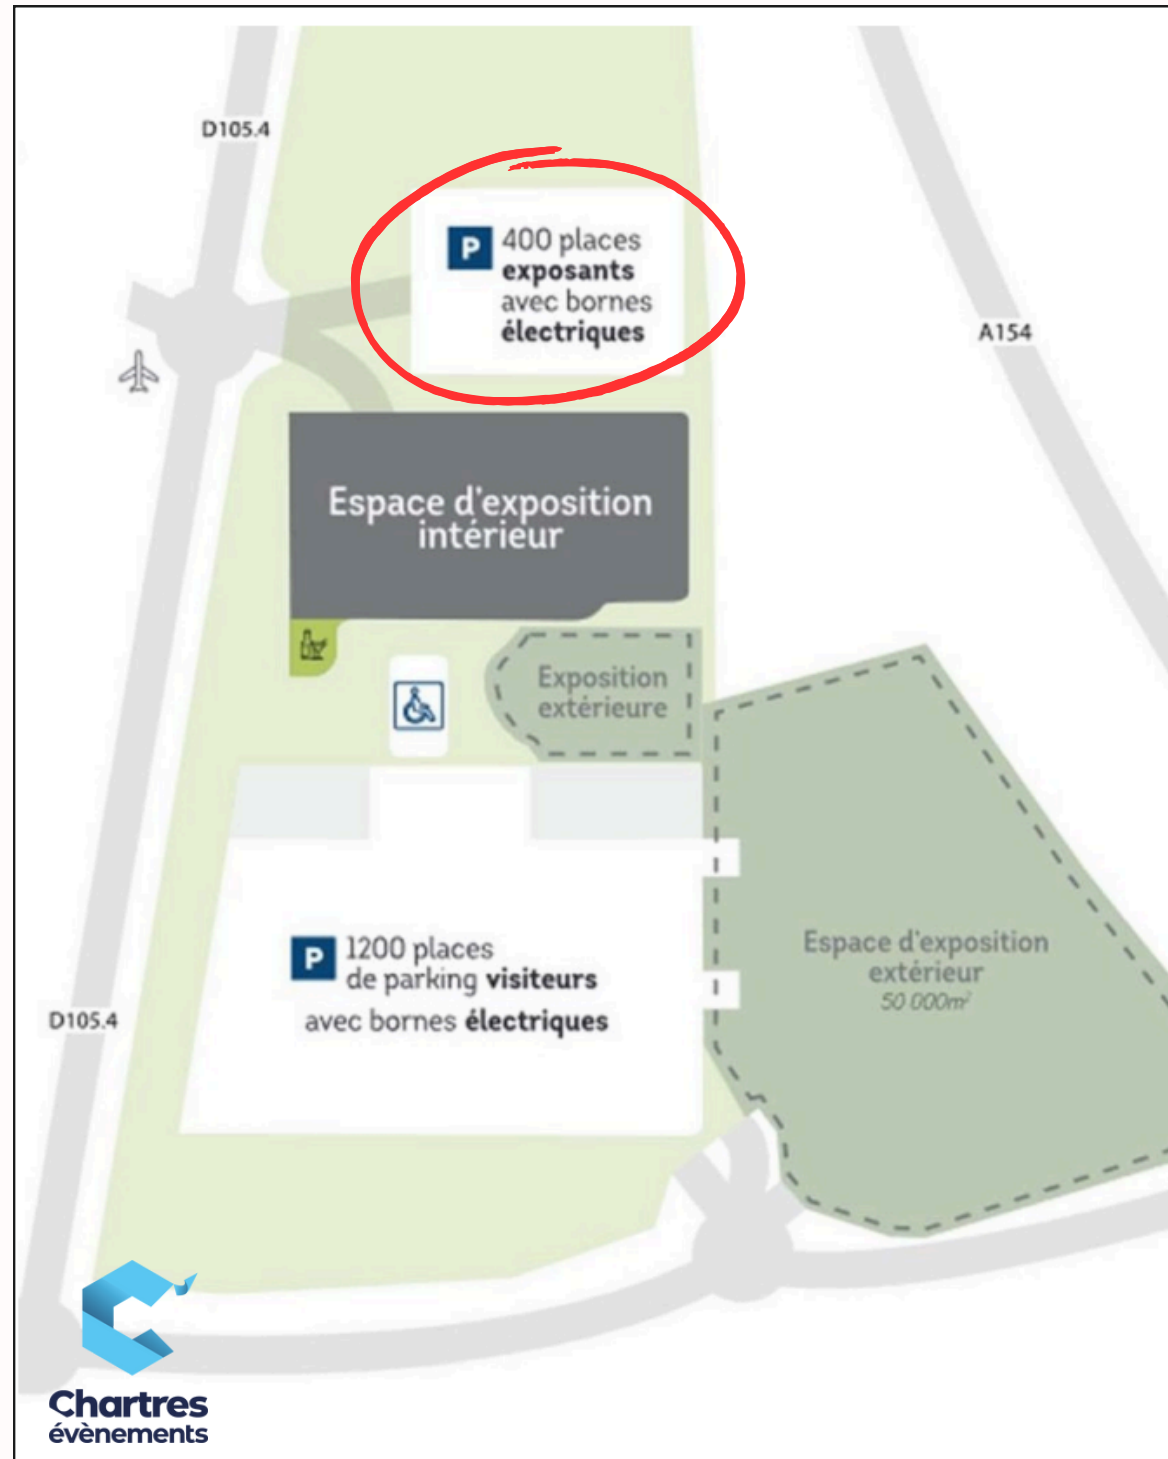 D105.4
P
400 places
exposants
avec bornes
électriques
A154
Espace d'exposition
intérieur
Exposition
extérieure
P
1200 places
de parking visiteurs
avec bornes électriques
Espace d'exposition
extérieur
50 000m²
D105.4
Chartres
évènements